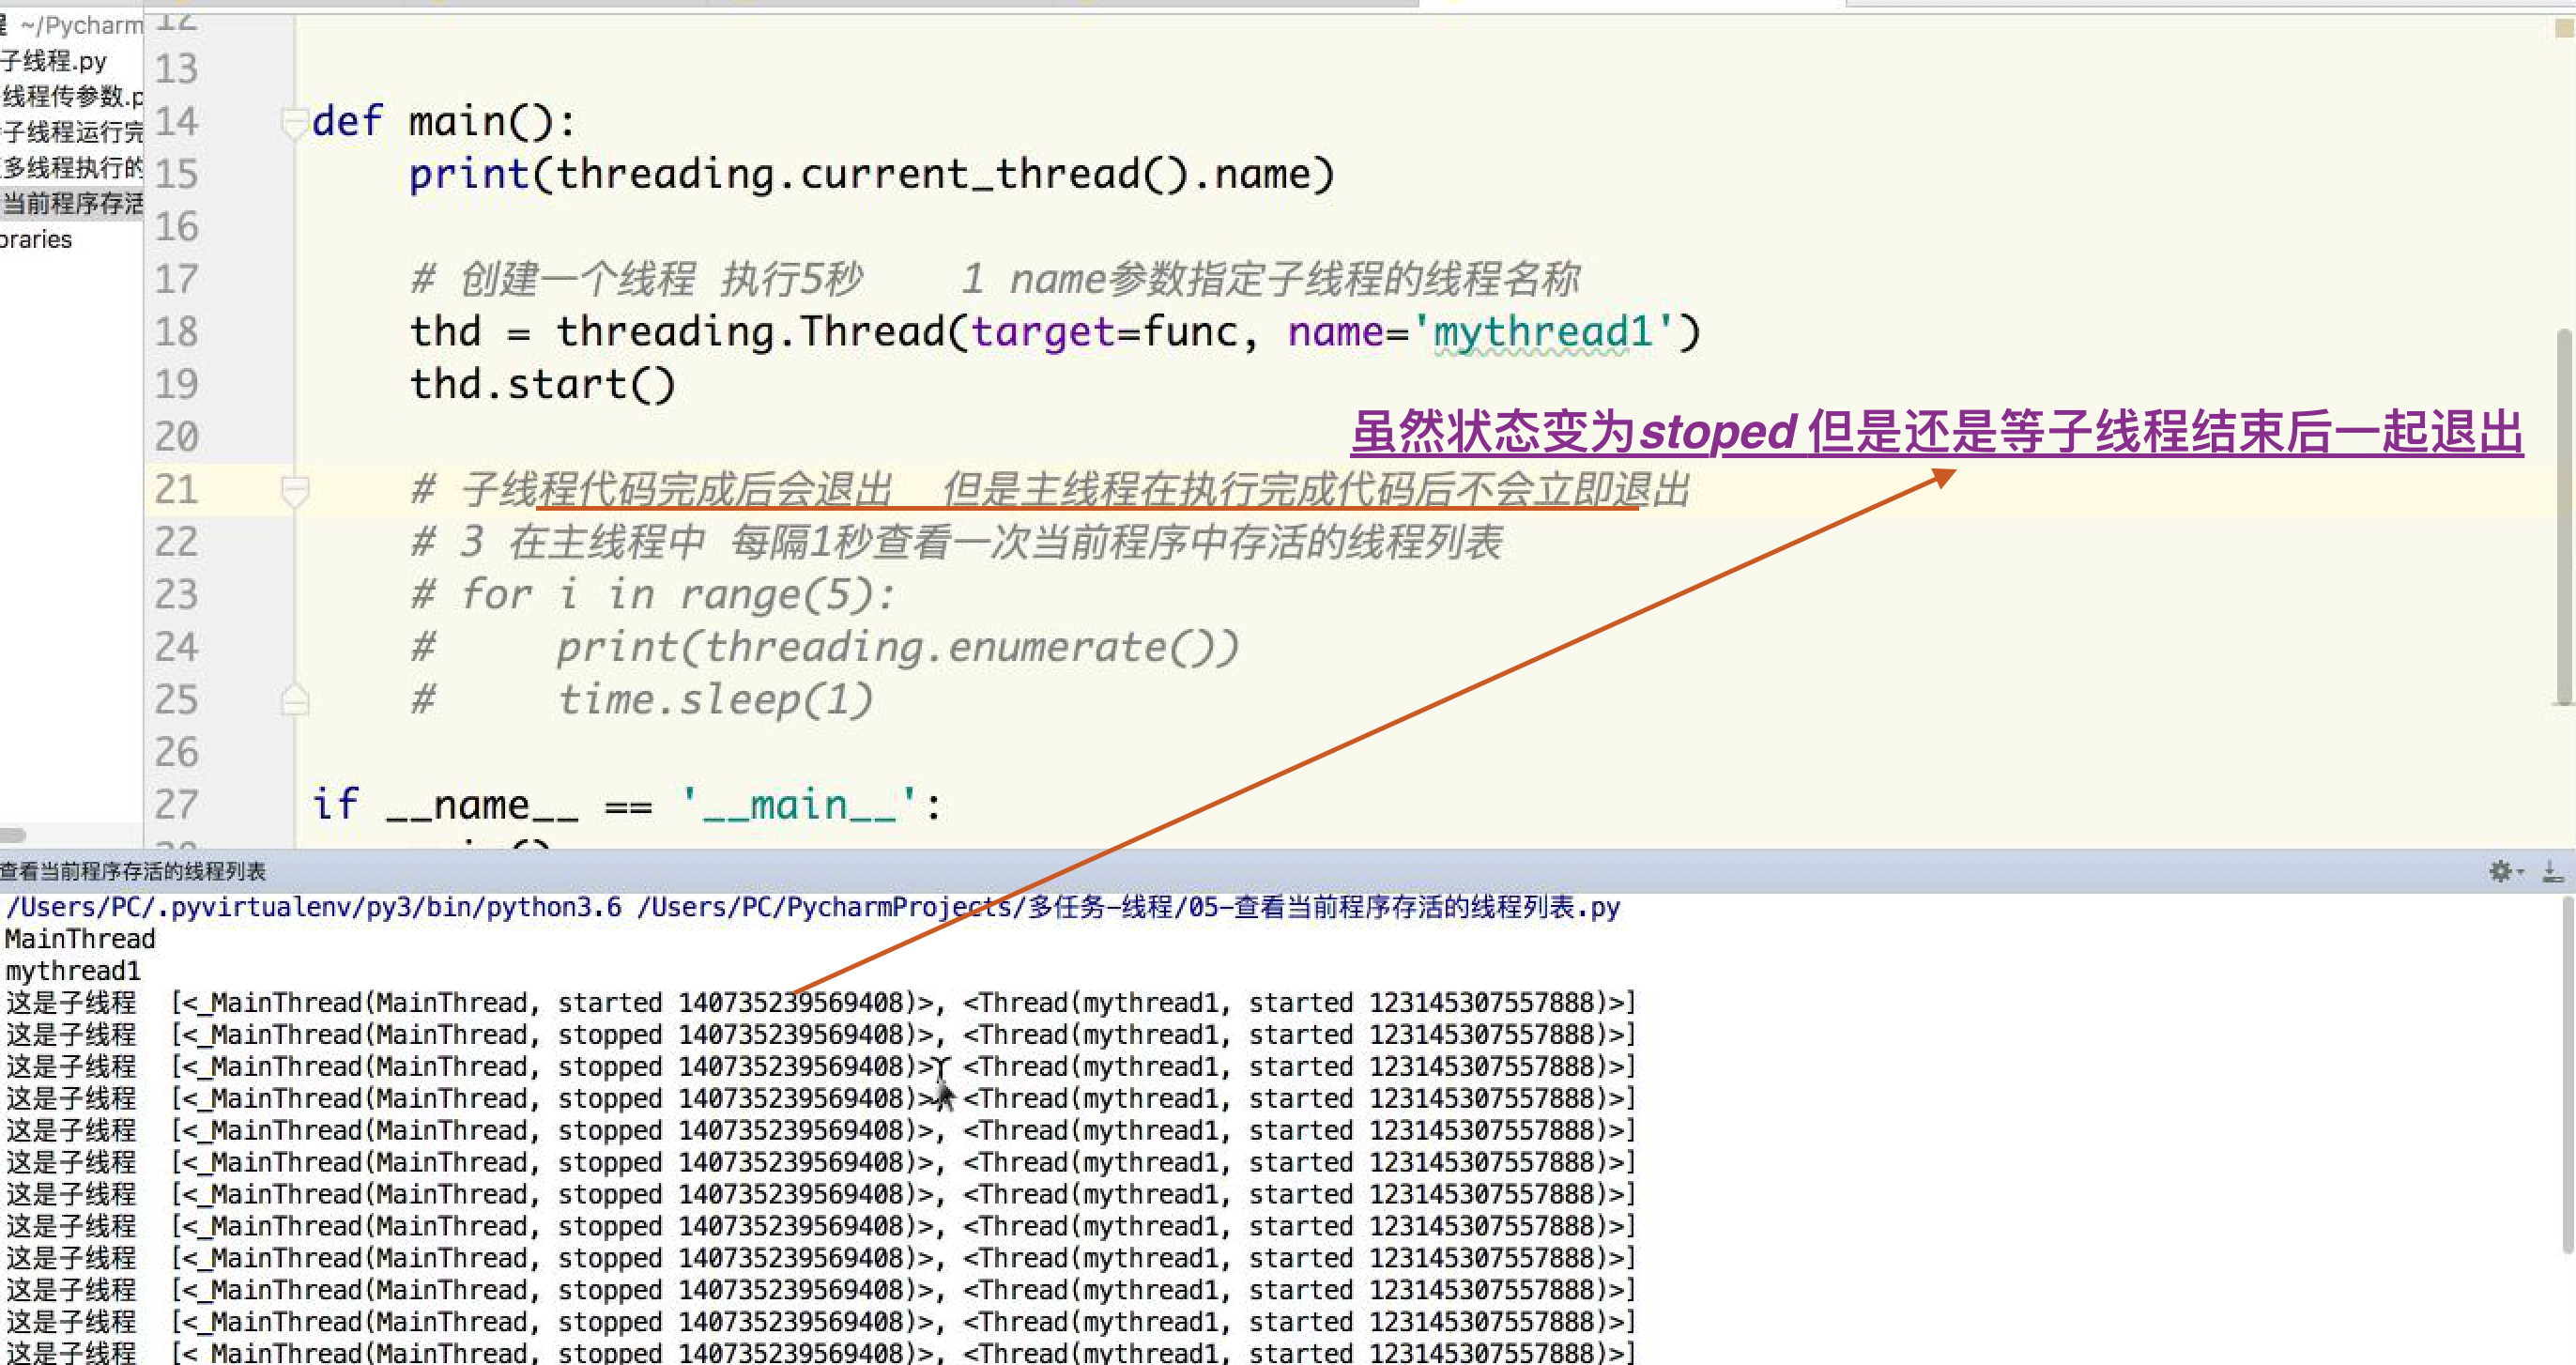 ~/Pycharm
子线程.py
线程传参数.p
子线程运行完
多线程执行的
当前程序存活
braries
12
13
14 def main():
15 print(threading.current_thread().name)
16
17 # 创建一个线程 执行5秒 1 name参数指定子线程的线程名称
18 thd = threading.Thread(target=func, name='mythread1')
19 thd.start()
虽然状态变为stoped 但是还是等子线程结束后一起退出
20
21 # 子线程代码完成后会退出 但是主线程在执行完成代码后不会立即退出
22 # 3 在主线程中 每隔1秒查看一次当前程序中存活的线程列表
23 # for i in range(5):
24 # print(threading.enumerate())
25 # time.sleep(1)
26
27 if __name__ == '__main__':
查看当前程序存活的线程列表
/Users/PC/.pyvirtualenv/py3/bin/python3.6 /Users/PC/PycharmProjects/多任务-线程/05-查看当前程序存活的线程列表.py
MainThread
mythread1
这是子线程 [<_MainThread(MainThread, started 140735239569408)>, <Thread(mythread1, started 123145307557888)>]
这是子线程 [<_MainThread(MainThread, stopped 140735239569408)>, <Thread(mythread1, started 123145307557888)>]
这是子线程 [<_MainThread(MainThread, stopped 140735239569408)> <Thread(mythread1, started 123145307557888)>]
这是子线程 [<_MainThread(MainThread, stopped 140735239569408)> <Thread(mythread1, started 123145307557888)>]
这是子线程 [<_MainThread(MainThread, stopped 140735239569408)>, <Thread(mythread1, started 123145307557888)>]
这是子线程 [<_MainThread(MainThread, stopped 140735239569408)>, <Thread(mythread1, started 123145307557888)>]
这是子线程 [<_MainThread(MainThread, stopped 140735239569408)>, <Thread(mythread1, started 123145307557888)>]
这是子线程 [<_MainThread(MainThread, stopped 140735239569408)>, <Thread(mythread1, started 123145307557888)>]
这是子线程 [<_MainThread(MainThread, stopped 140735239569408)>, <Thread(mythread1, started 123145307557888)>]
这是子线程 [<_MainThread(MainThread, stopped 140735239569408)>, <Thread(mythread1, started 123145307557888)>]
这是子线程 [<_MainThread(MainThread, stopped 140735239569408)>, <Thread(mythread1, started 123145307557888)>]
这是子线程 [<_MainThread(MainThread, stopped 140735239569408)>, <Thread(mythread1, started 123145307557888)>]